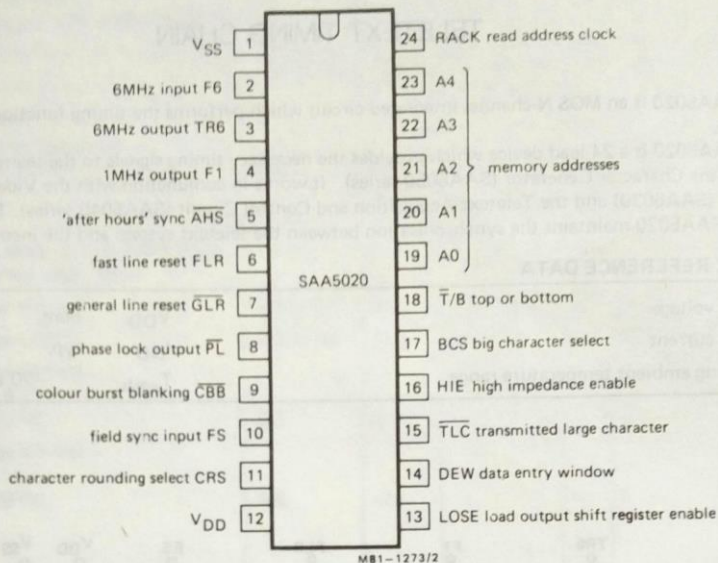 V_SS 1
6MHz input F6 2
6MHz output TR6 3
1MHz output F1 4
'after hours' sync AHS 5
fast line reset FLR 6
general line reset G̅L̅R̅ 7
phase lock output P̅L̅ 8
colour burst blanking C̅B̅B̅ 9
field sync input FS 10
character rounding select CRS 11
V_DD 12
SAA5020
24 RACK read address clock
23 A4
22 A3
21 A2
memory addresses
20 A1
19 A0
18 T̅/B top or bottom
17 BCS big character select
16 HIE high impedance enable
15 T̅L̅C̅ transmitted large character
14 DEW data entry window
13 LOSE load output shift register enable
M81-1273/2